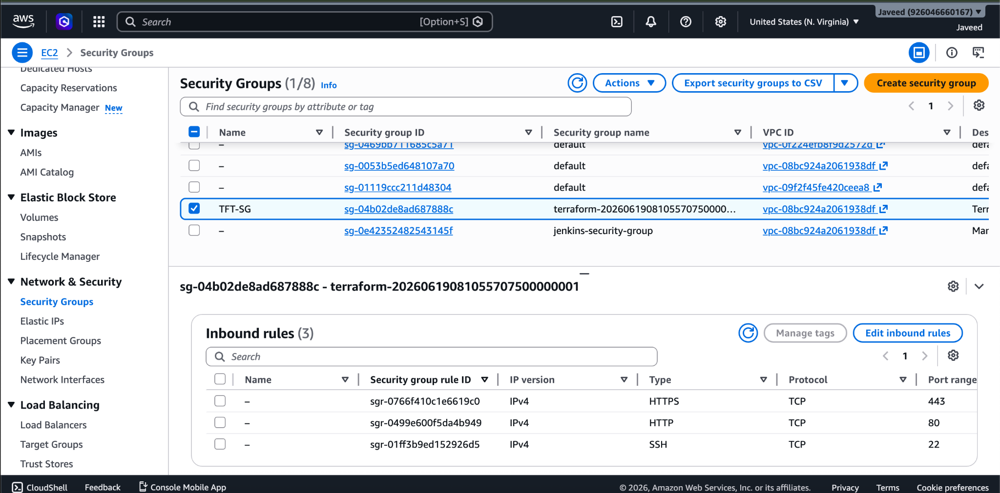 aws
Search [Option+S]
United States (N. Virginia) ▼
Javeed (926046660167) ▼
Javeed
EC2 > Security Groups
Dedicated Hosts
Capacity Reservations
Capacity Manager New
Images
AMIs
AMI Catalog
Elastic Block Store
Volumes
Snapshots
Lifecycle Manager
Network & Security
Security Groups
Elastic IPs
Placement Groups
Key Pairs
Network Interfaces
Load Balancing
Load Balancers
Target Groups
Trust Stores
Security Groups (1/8) Info
Actions Export security groups to CSV Create security group
Find security groups by attribute or tag
1
Name Security group ID Security group name VPC ID Des
– sg-0469bb711685c5a71 default vpc-0f224efb8f9d2572d defa
– sg-0053b5ed648107a70 default vpc-08bc924a2061938df defa
– sg-01119ccc211d48304 default vpc-09f2f45fe420ceea8 defa
TFT-SG sg-04b02de8ad687888c terraform-2026061908105570750000... vpc-08bc924a2061938df Terr
– sg-0e42352482543145f jenkins-security-group vpc-08bc924a2061938df Man
sg-04b02de8ad687888c - terraform-20260619081055707500000001
Inbound rules (3)
Manage tags Edit inbound rules
Search
1
Name Security group rule ID IP version Type Protocol Port range
– sgr-0766f410c1e6619c0 IPv4 HTTPS TCP 443
– sgr-0499e600f5da4b949 IPv4 HTTP TCP 80
– sgr-01ff3b9ed152926d5 IPv4 SSH TCP 22
CloudShell Feedback Console Mobile App
© 2026, Amazon Web Services, Inc. or its affiliates. Privacy Terms Cookie preferences